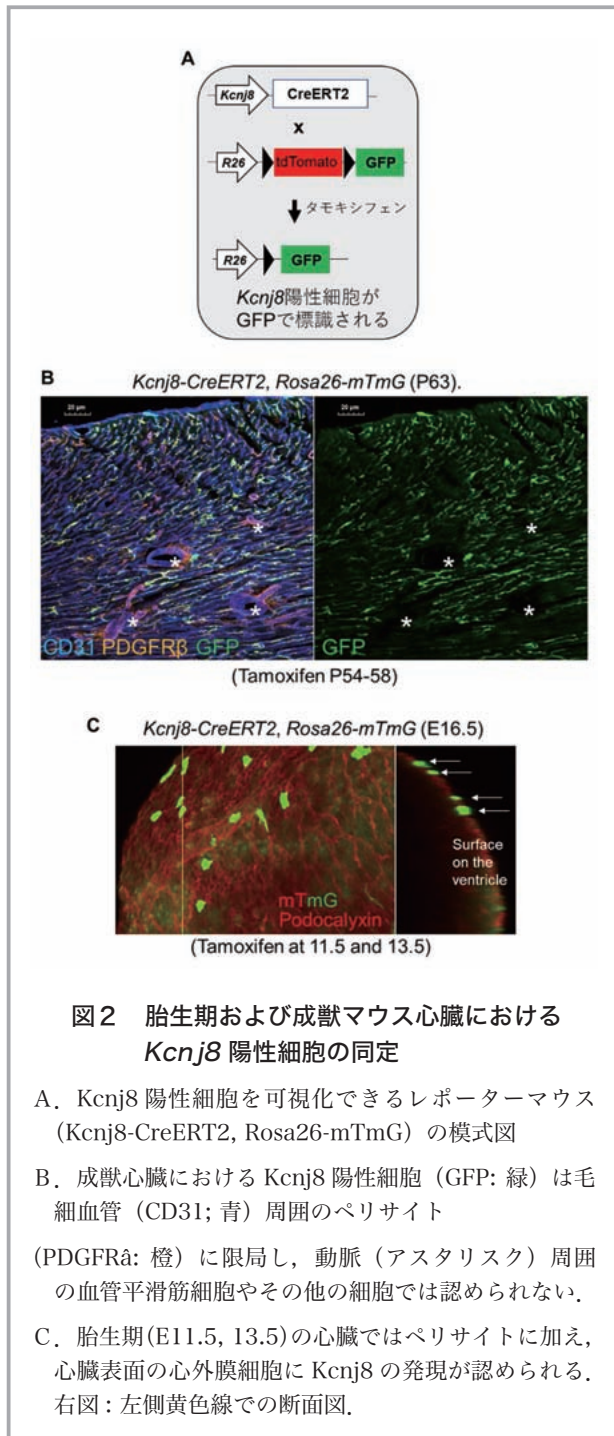 A
Kcnj8
CreERT2
x
R26
tdTomato
GFP
タモキシフェン
R26
GFP
Kcnj8陽性細胞が
GFPで標識される
B
Kcnj8-CreERT2, Rosa26-mTmG (P63).
20 μm
20 μm
*
*
*
*
*
*
*
*
CD31 PDGFRβ GFP
GFP
(Tamoxifen P54-58)
C
Kcnj8-CreERT2, Rosa26-mTmG (E16.5)
Surface
on the
ventricle
mTmG
Podocalyxin
(Tamoxifen at 11.5 and 13.5)
図2 胎生期および成獣マウス心臓における
Kcnj8 陽性細胞の同定
A．Kcnj8 陽性細胞を可視化できるレポーターマウス
（Kcnj8-CreERT2, Rosa26-mTmG）の模式図
B．成獣心臓における Kcnj8 陽性細胞（GFP: 緑）は毛
細血管（CD31; 青）周囲のペリサイト
(PDGFRâ: 橙）に限局し，動脈（アスタリスク）周囲
の血管平滑筋細胞やその他の細胞では認められない．
C．胎生期(E11.5, 13.5)の心臓ではペリサイトに加え，
心臓表面の心外膜細胞に Kcnj8 の発現が認められる．
右図：左側黄色線での断面図．